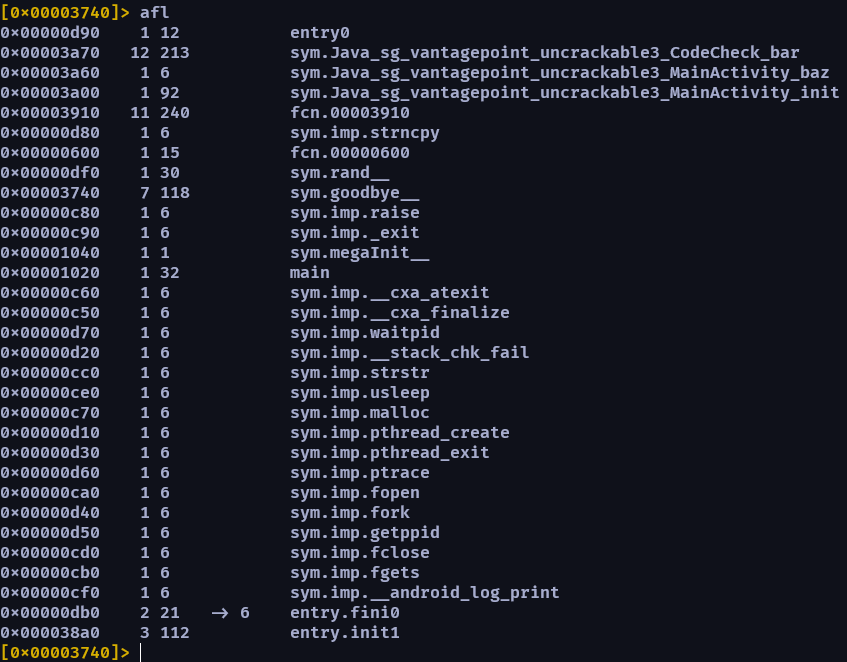 [0x00003740]> afl
0x00000d90    1 12           entry0
0x00003a70   12 213          sym.Java_sg_vantagepoint_uncrackable3_CodeCheck_bar
0x00003a60    1 6            sym.Java_sg_vantagepoint_uncrackable3_MainActivity_baz
0x00003a00    1 92           sym.Java_sg_vantagepoint_uncrackable3_MainActivity_init
0x00003910   11 240          fcn.00003910
0x00000d80    1 6            sym.imp.strncpy
0x00000600    1 15           fcn.00000600
0x00000df0    1 30           sym.rand__
0x00003740    7 118          sym.goodbye__
0x00000c80    1 6            sym.imp.raise
0x00000c90    1 6            sym.imp._exit
0x00001040    1 1            sym.megaInit__
0x00001020    1 32           main
0x00000c60    1 6            sym.imp.__cxa_atexit
0x00000c50    1 6            sym.imp.__cxa_finalize
0x00000d70    1 6            sym.imp.waitpid
0x00000d20    1 6            sym.imp.__stack_chk_fail
0x00000cc0    1 6            sym.imp.strstr
0x00000ce0    1 6            sym.imp.usleep
0x00000c70    1 6            sym.imp.malloc
0x00000d10    1 6            sym.imp.pthread_create
0x00000d30    1 6            sym.imp.pthread_exit
0x00000d60    1 6            sym.imp.ptrace
0x00000ca0    1 6            sym.imp.fopen
0x00000d40    1 6            sym.imp.fork
0x00000d50    1 6            sym.imp.getppid
0x00000cd0    1 6            sym.imp.fclose
0x00000cb0    1 6            sym.imp.fgets
0x00000cf0    1 6            sym.imp.__android_log_print
0x00000db0    2 21   -> 6    entry.fini0
0x000038a0    3 112          entry.init1
[0x00003740]>